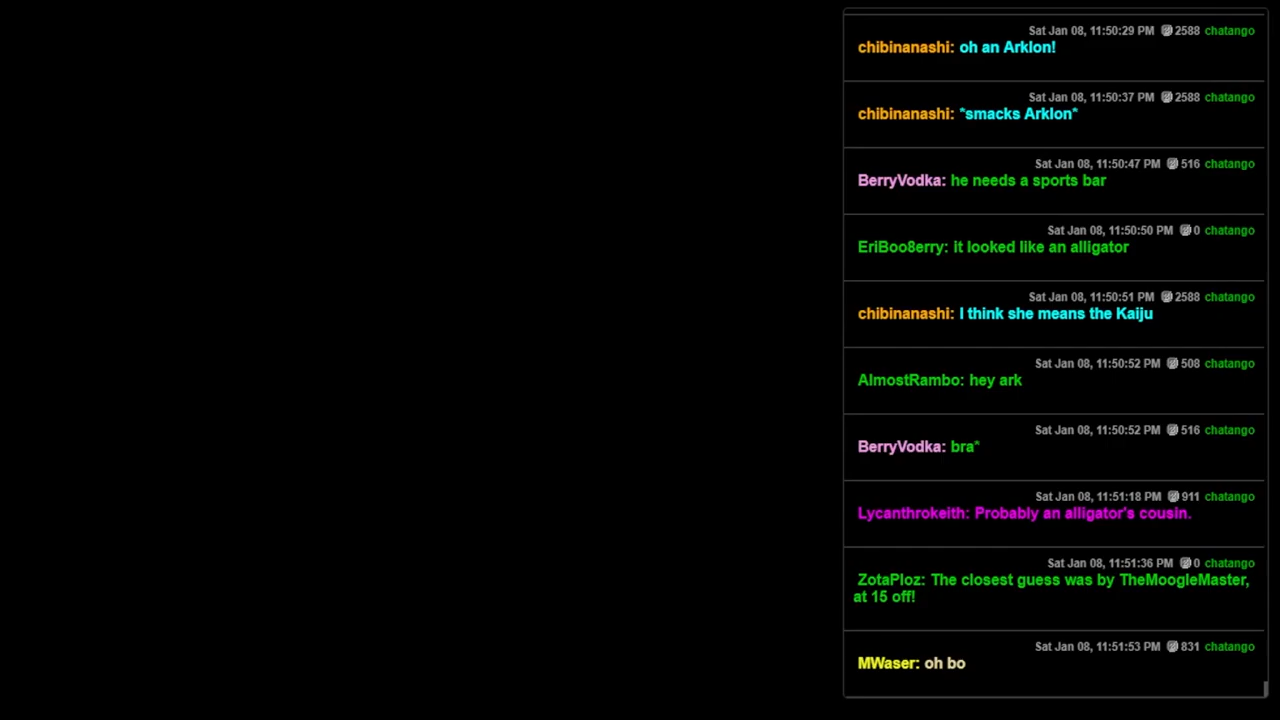 Sat Jan 08, 11:50:29 PM 2588 chatango
chibinanashi: oh an Arklon!
Sat Jan 08, 11:50:37 PM 2588 chatango
chibinanashi: *smacks Arklon*
Sat Jan 08, 11:50:47 PM 516 chatango
BerryVodka: he needs a sports bar
Sat Jan 08, 11:50:50 PM 0 chatango
EriBoo8erry: it looked like an alligator
Sat Jan 08, 11:50:51 PM 2588 chatango
chibinanashi: I think she means the Kaiju
Sat Jan 08, 11:50:52 PM 508 chatango
AlmostRambo: hey ark
Sat Jan 08, 11:50:52 PM 516 chatango
BerryVodka: bra*
Sat Jan 08, 11:51:18 PM 911 chatango
Lycanthrokeith: Probably an alligator's cousin.
Sat Jan 08, 11:51:36 PM 0 chatango
ZotaPloz: The closest guess was by TheMoogleMaster,
at 15 off!
Sat Jan 08, 11:51:53 PM 831 chatango
MWaser: oh bo